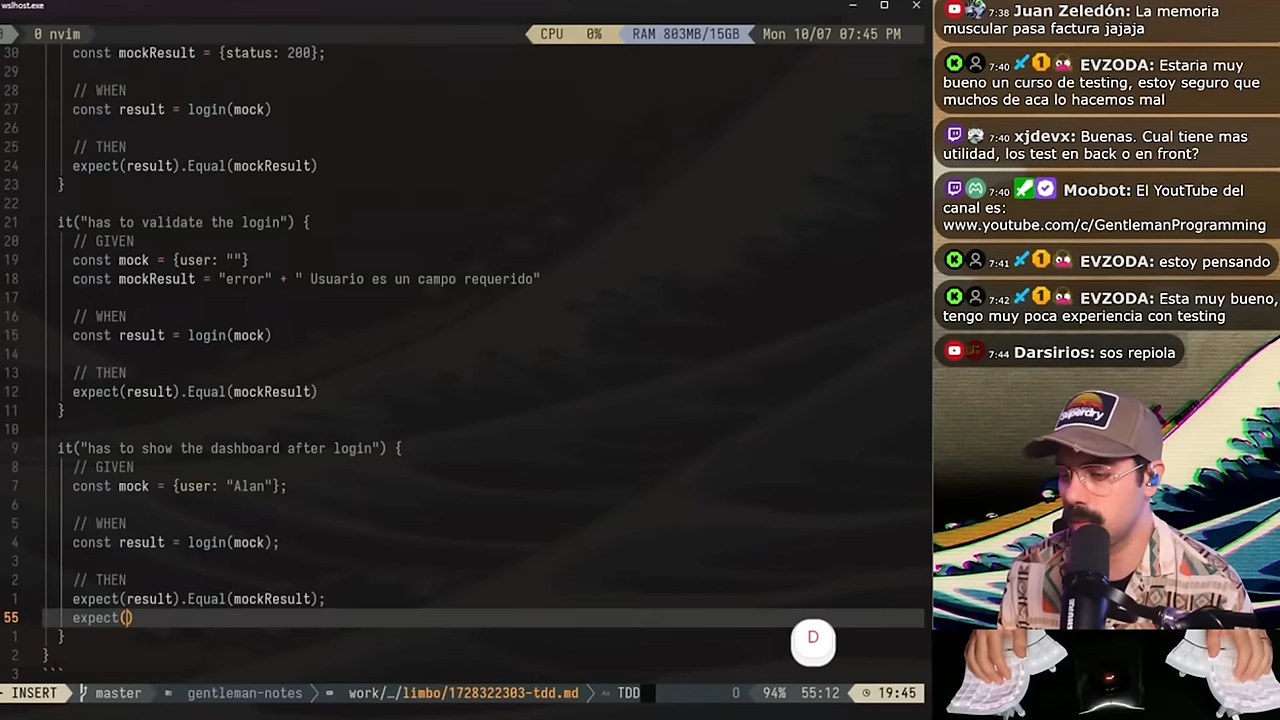 wslhost.exe
0 nvim
CPU 0% RAM 803MB/15GB Mon 10/07 07:45 PM
30 const mockResult = {status: 200};
29
28 // WHEN
27 const result = login(mock)
26
25 // THEN
24 expect(result).Equal(mockResult)
23 }
22
21 it("has to validate the login") {
20 // GIVEN
19 const mock = {user: ""}
18 const mockResult = "error" + " Usuario es un campo requerido"
17
16 // WHEN
15 const result = login(mock)
14
13 // THEN
12 expect(result).Equal(mockResult)
11 }
10
9 it("has to show the dashboard after login") {
8 // GIVEN
7 const mock = {user: "Alan"};
6
5 // WHEN
4 const result = login(mock);
3
2 // THEN
1 expect(result).Equal(mockResult);
55 expect()
1 }
2 }
3 ```
INSERT master gentleman-notes work/…/limbo/1728322303-tdd.md TDD 0 94% 55:12 19:45
D
7:38 Juan Zeledón: La memoria
muscular pasa factura jajaja
7:40 EVZODA: Estaria muy
bueno un curso de testing, estoy seguro que
muchos de aca lo hacemos mal
7:40 xjdevx: Buenas. Cual tiene mas
utilidad, los test en back o en front?
7:40 Moobot: El YoutTube del
canal es:
www.youtube.com/c/GentlemanProgramming
7:41 EVZODA: estoy pensando
7:42 EVZODA: Esta muy bueno,
tengo muy poca experiencia con testing
7:44 Darsirios: sos repiola
Superdry